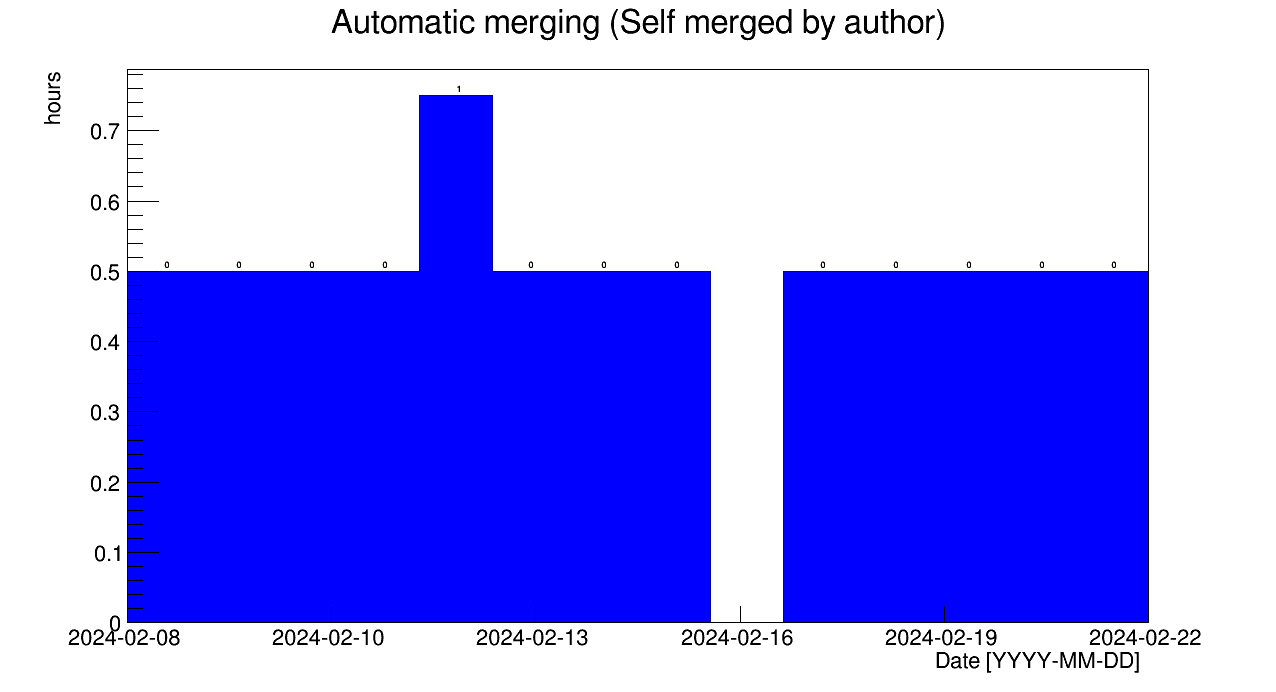 Automatic merging (Self merged by author)
hours
1
0.7
0.6
0 0 0 0 0 0 0 0 0 0 0 0
0.5
0.4
0.3
0.2
0.1
0
2024-02-08 2024-02-10 2024-02-13 2024-02-16 2024-02-19 2024-02-22
Date [YYYY-MM-DD]